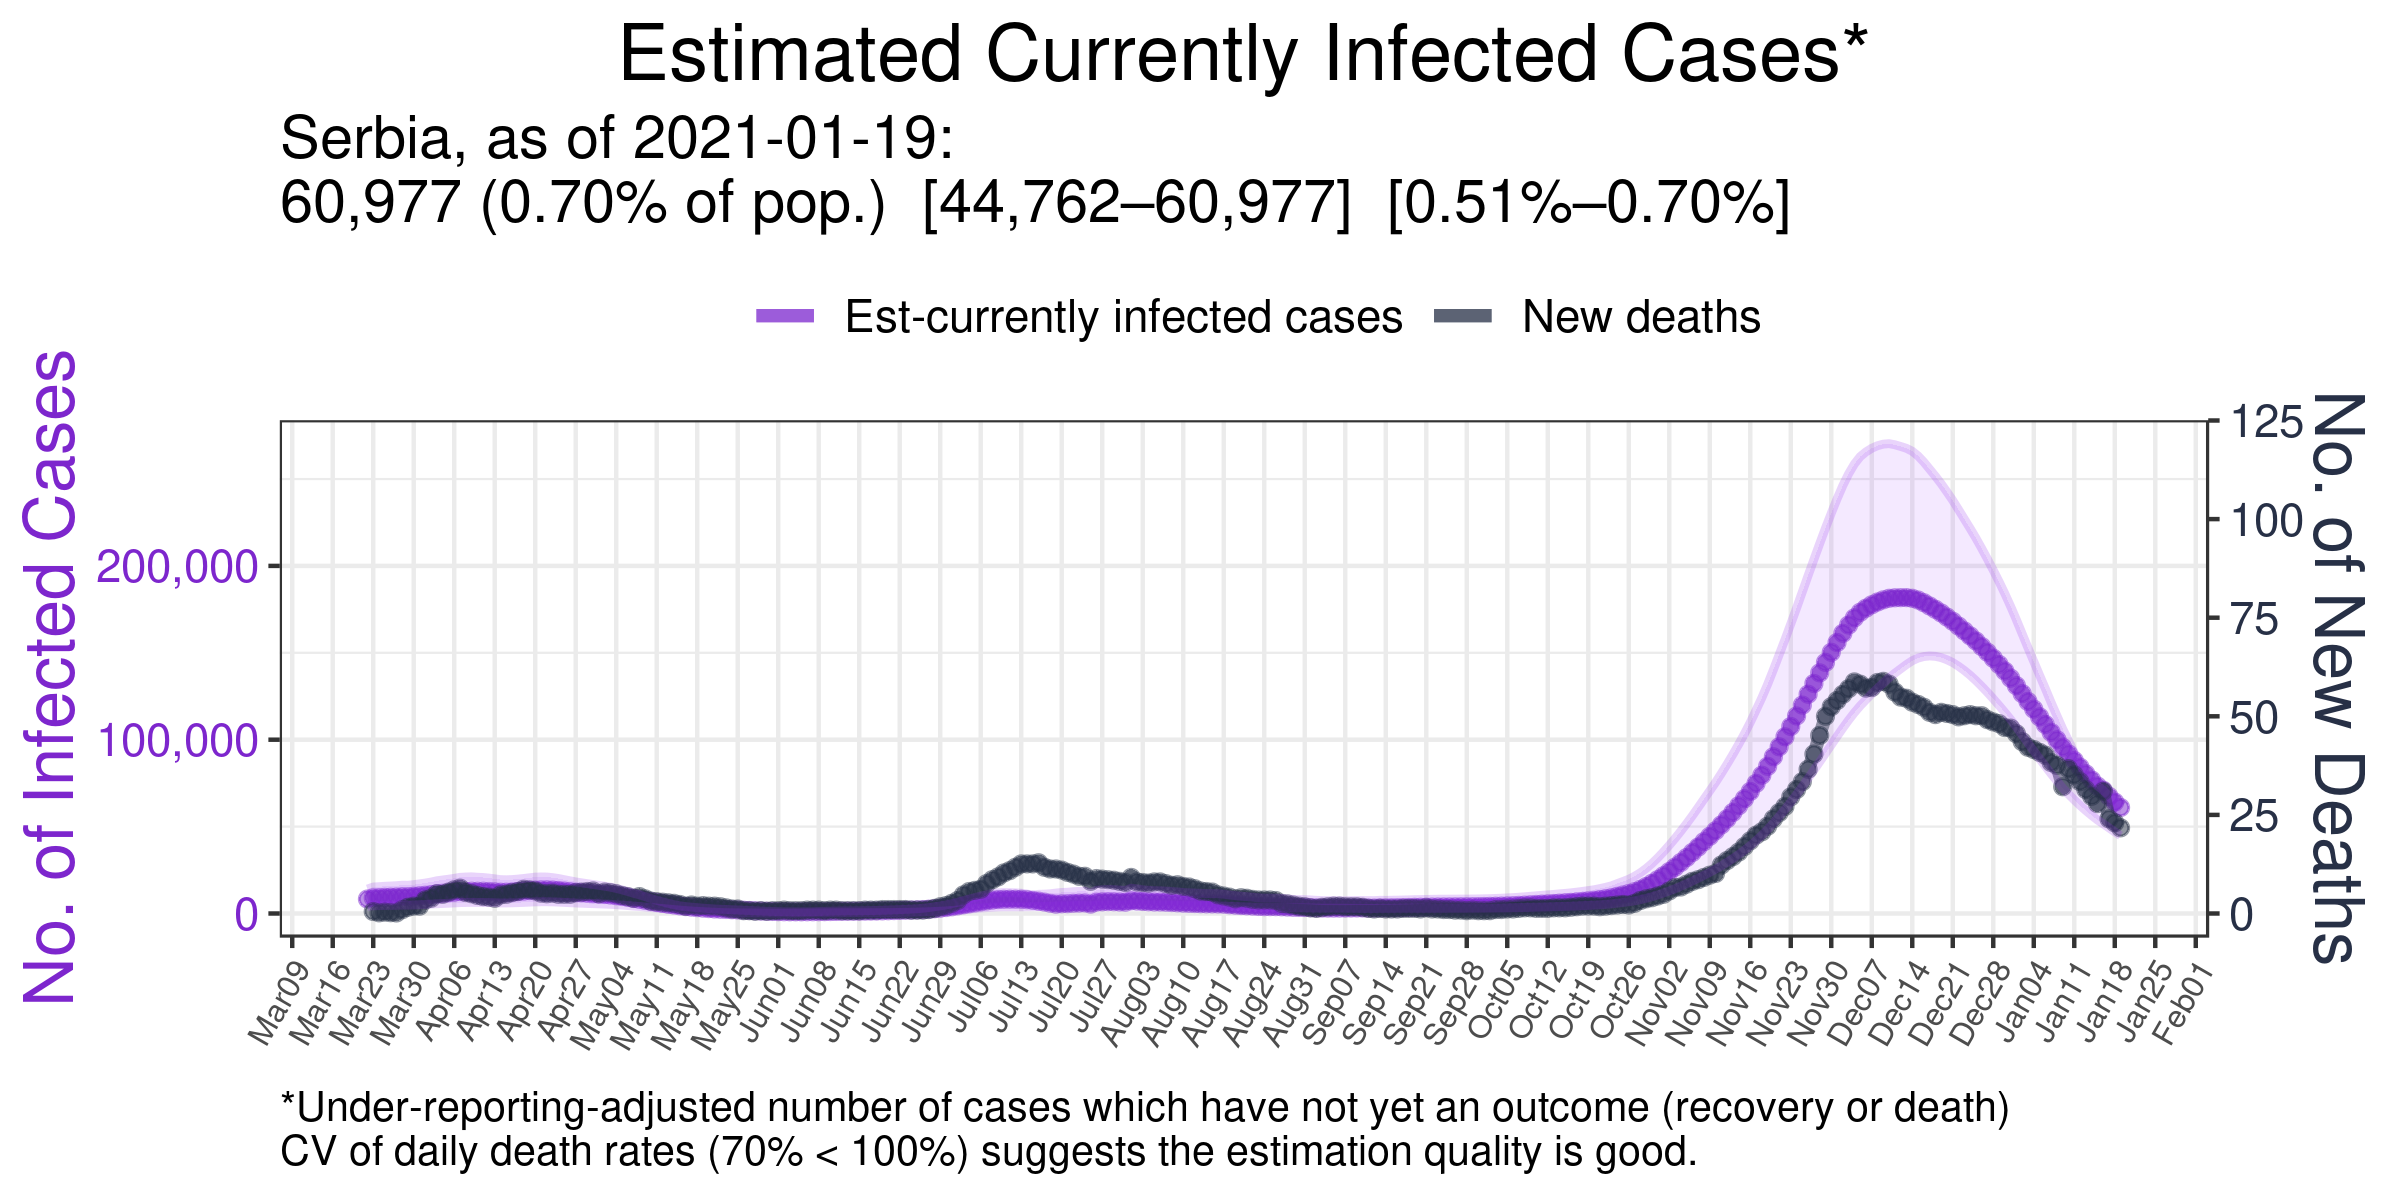 Estimated Currently Infected Cases*
Serbia, as of 2021-01-19:
60,977 (0.70% of pop.) [44,762–60,977] [0.51%–0.70%]
Est-currently infected cases New deaths
No. of Infected Cases
200,000
100,000
0
125
100
75
50
25
0
No. of New Deaths
Mar09 Mar16 Mar23 Mar30 Apr06 Apr13 Apr20 Apr27 May04 May11 May18 May25 Jun01 Jun08 Jun15 Jun22 Jun29 Jul06 Jul13 Jul20 Jul27 Aug03 Aug10 Aug17 Aug24 Aug31 Sep07 Sep14 Sep21 Sep28 Oct05 Oct12 Oct19 Oct26 Nov02 Nov09 Nov16 Nov23 Nov30 Dec07 Dec14 Dec21 Dec28 Jan04 Jan11 Jan18 Jan25 Feb01
*Under-reporting-adjusted number of cases which have not yet an outcome (recovery or death)
CV of daily death rates (70% < 100%) suggests the estimation quality is good.